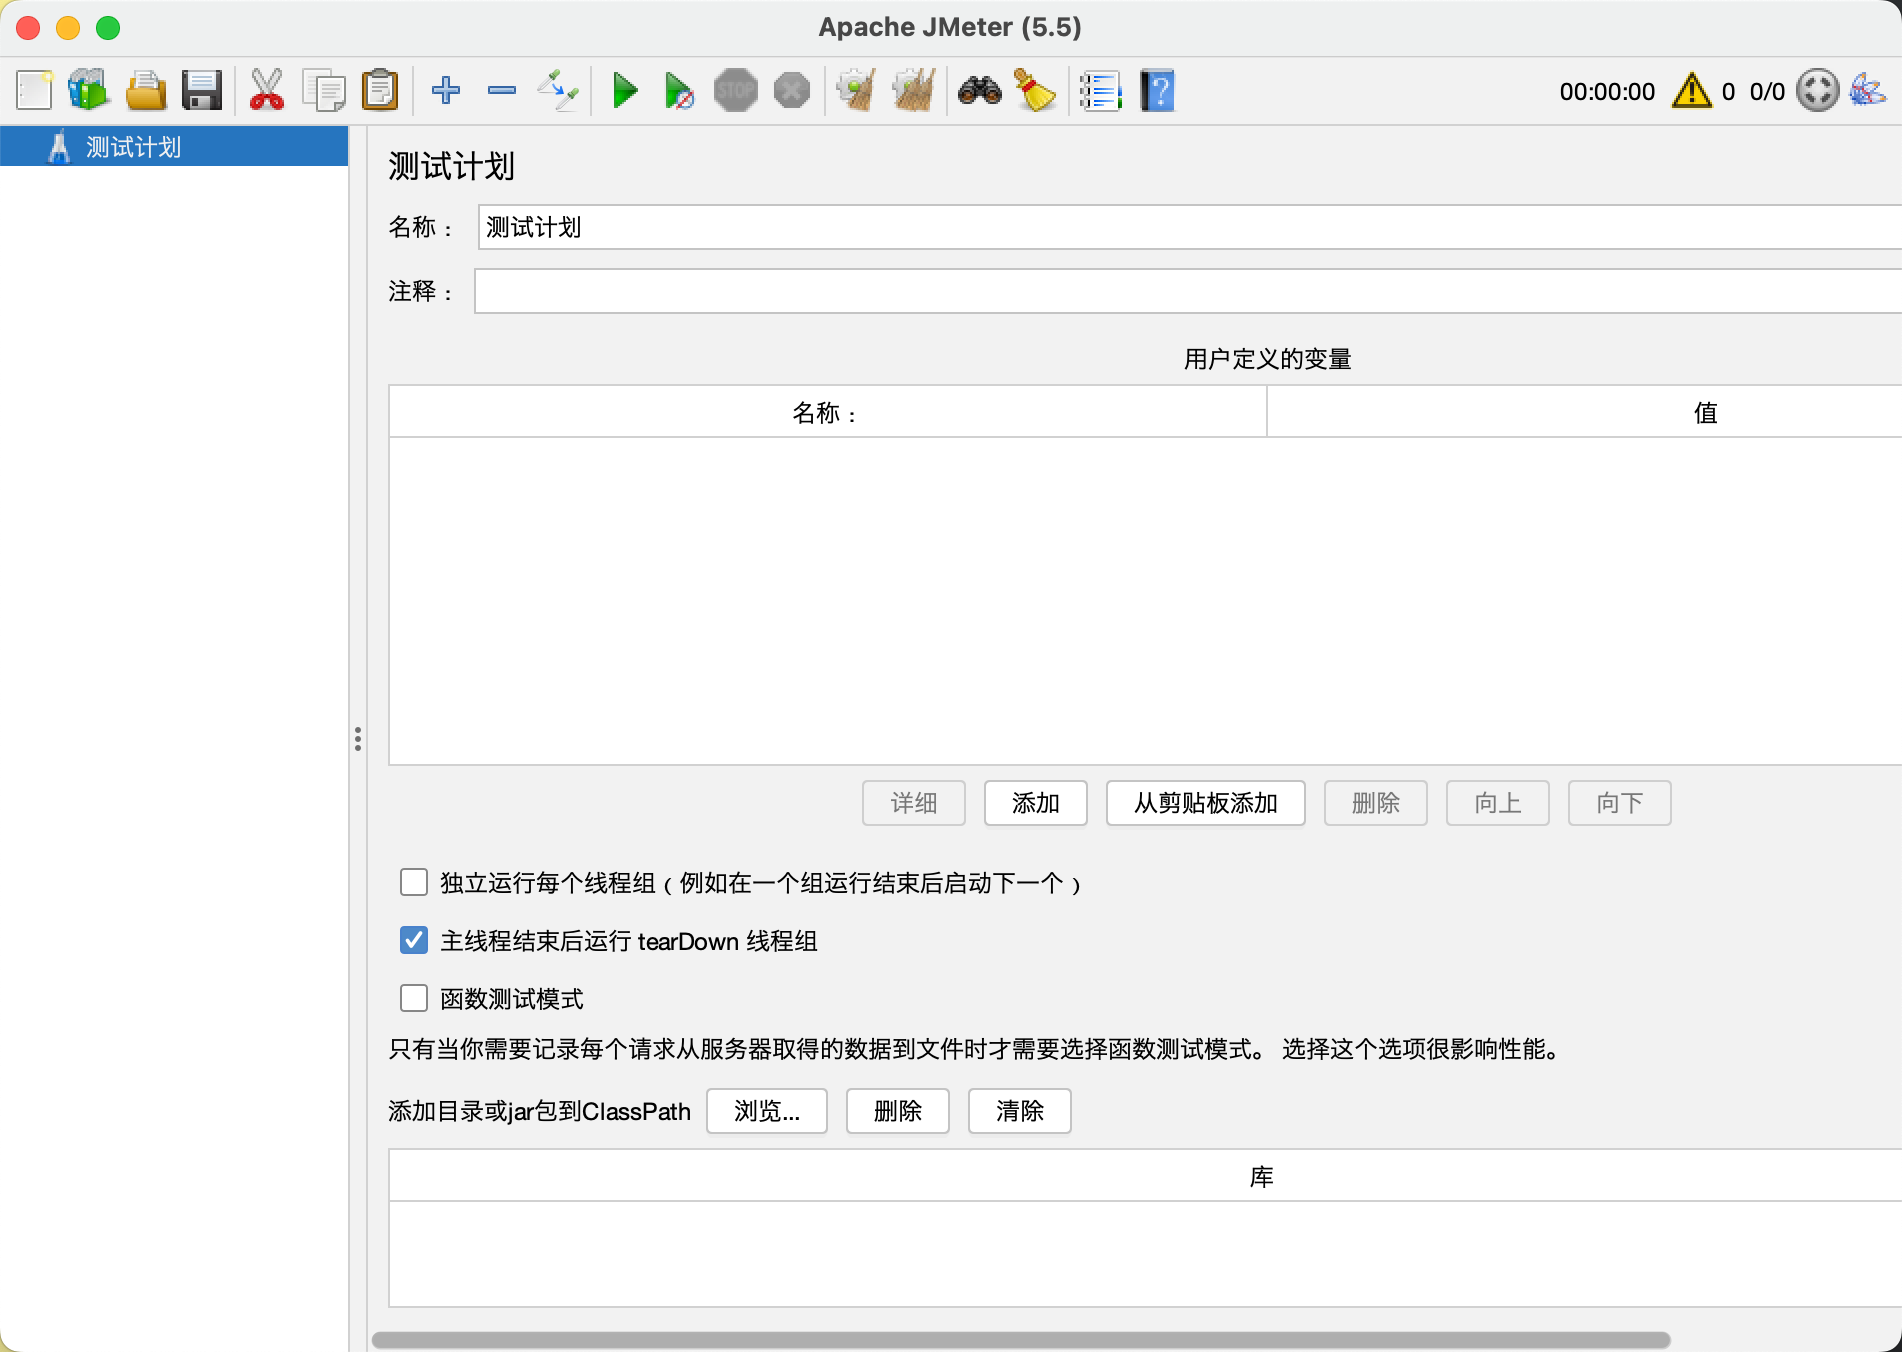 Apache JMeter (5.5)
STOP
?
00:00:00 0 0/0
测试计划
测试计划
名称： 测试计划
注释：
用户定义的变量
名称： 值
详细 添加 从剪贴板添加 删除 向上 向下
独立运行每个线程组（例如在一个组运行结束后启动下一个）
主线程结束后运行 tearDown 线程组
函数测试模式
只有当你需要记录每个请求从服务器取得的数据到文件时才需要选择函数测试模式。 选择这个选项很影响性能。
添加目录或jar包到ClassPath 浏览... 删除 清除
库